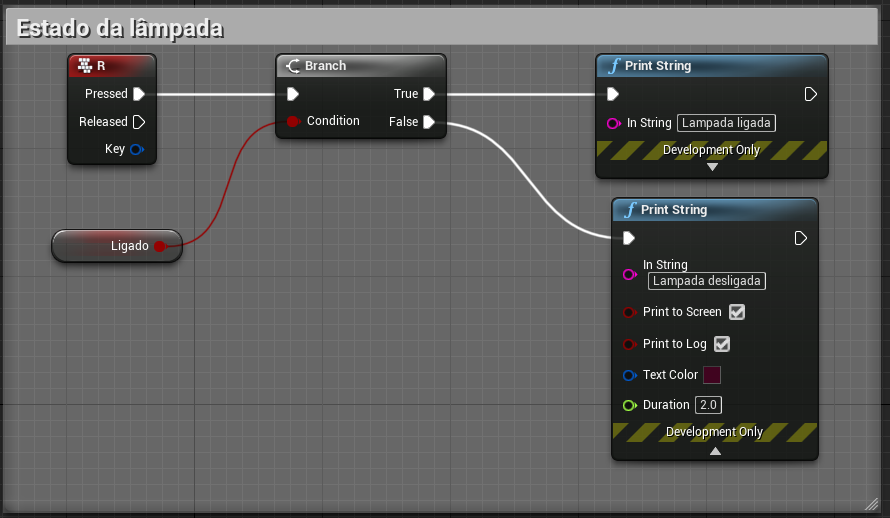 Estado da lâmpada
R
Pressed
Released
Key
Branch
True
Condition
False
Ligado
Print String
In String Lampada ligada
Development Only
Print String
In String
Lampada desligada
Print to Screen
Print to Log
Text Color
Duration 2.0
Development Only